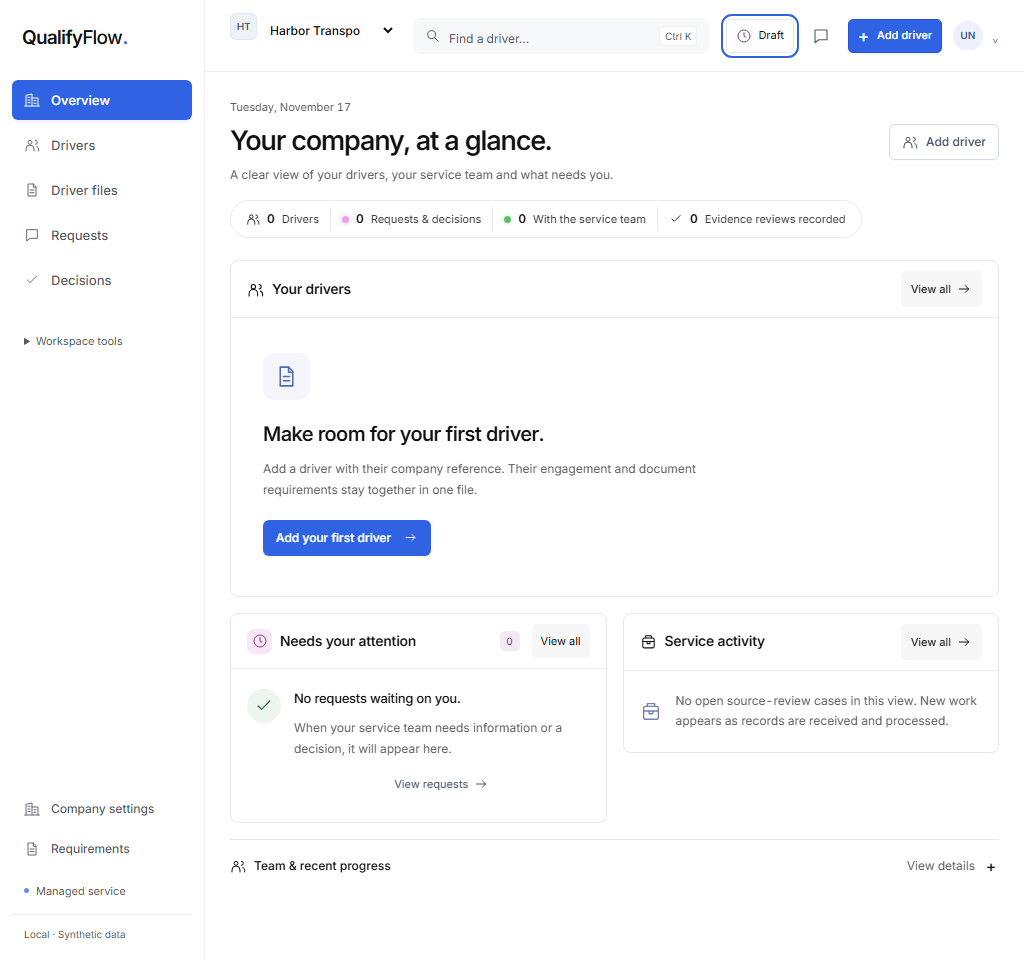 QualifyFlow.
Overview
Drivers
Driver files
Requests
Decisions
Workspace tools
Company settings
Requirements
Managed service
Local · Synthetic data
HT
Harbor Transpo
Find a driver...
Ctrl K
Draft
+ Add driver
UN
Tuesday, November 17
Your company, at a glance.
A clear view of your drivers, your service team and what needs you.
Add driver
0 Drivers
0 Requests & decisions
0 With the service team
0 Evidence reviews recorded
Your drivers
View all →
Make room for your first driver.
Add a driver with their company reference. Their engagement and document
requirements stay together in one file.
Add your first driver →
Needs your attention
0
View all
No requests waiting on you.
When your service team needs information or a
decision, it will appear here.
View requests →
Service activity
View all →
No open source-review cases in this view. New work
appears as records are received and processed.
Team & recent progress
View details +